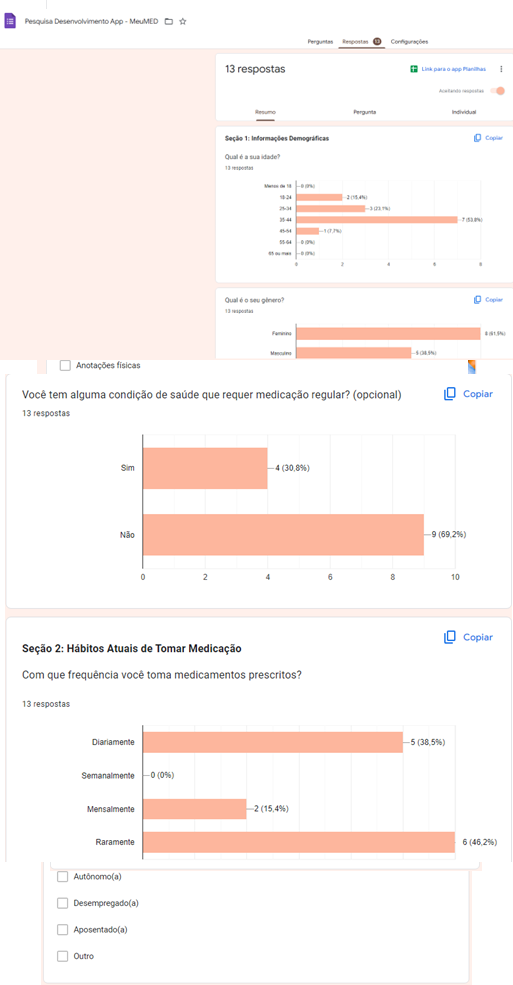 Pesquisa Desenvolvimento App - MeuMED
Perguntas Respostas 13 Configurações
13 respostas
Link para o app Planilhas
Aceitando respostas
Resumo Pergunta Individual
Seção 1: Informações Demográficas
Copiar
Qual é a sua idade?
13 respostas
Menos de 18 0 (0%)
18-24 2 (15,4%)
25-34 3 (23,1%)
35-44 7 (53,8%)
45-54 1 (7,7%)
55-64 0 (0%)
65 ou mais 0 (0%)
0 2 4 6 8
Qual é o seu gênero?
Copiar
13 respostas
Feminino 8 (61,5%)
Masculino 5 (38,5%)
Anotações físicas
Você tem alguma condição de saúde que requer medicação regular? (opcional)
Copiar
13 respostas
Sim 4 (30,8%)
Não 9 (69,2%)
0 2 4 6 8 10
Copiar
Seção 2: Hábitos Atuais de Tomar Medicação
Com que frequência você toma medicamentos prescritos?
13 respostas
Diariamente 5 (38,5%)
Semanalmente 0 (0%)
Mensalmente 2 (15,4%)
Raramente 6 (46,2%)
Autônomo(a)
Desempregado(a)
Aposentado(a)
Outro